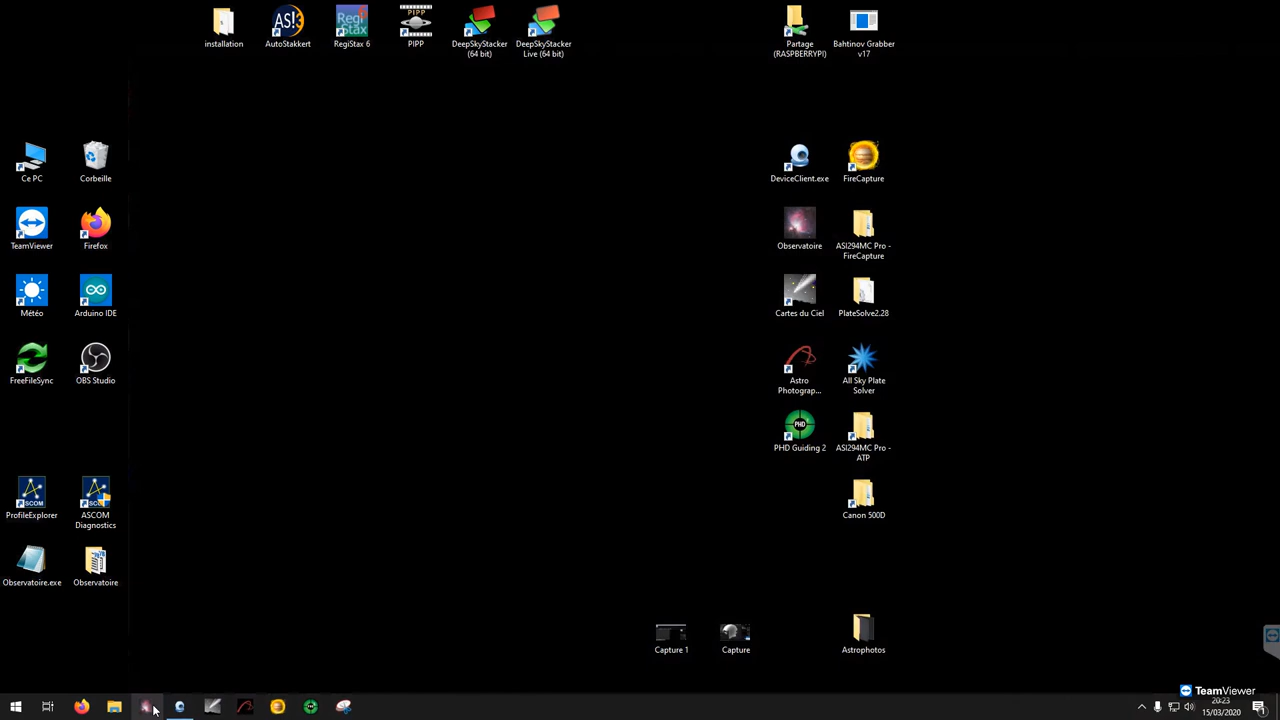 installation
AutoStakkert
RegiStax 6
PIPP
DeepSkyStacker
(64 bit)
DeepSkyStacker
Live (64 bit)
Partage
(RASPBERRYPI)
Bahtinov Grabber
v17
Ce PC
Corbeille
DeviceClient.exe
FireCapture
TeamViewer
Firefox
Observatoire
ASI294MC Pro -
FireCapture
Météo
Arduino IDE
Cartes du Ciel
PlateSolve2.28
FreeFileSync
OBS Studio
Astro
Photograp...
All Sky Plate
Solver
PHD
PHD Guiding 2
ASI294MC Pro -
ATP
ProfileExplorer
ASCOM
Diagnostics
Canon 500D
Observatoire.exe
Observatoire
Capture 1
Capture
Astrophotos
TeamViewer
20:23
15/03/2020